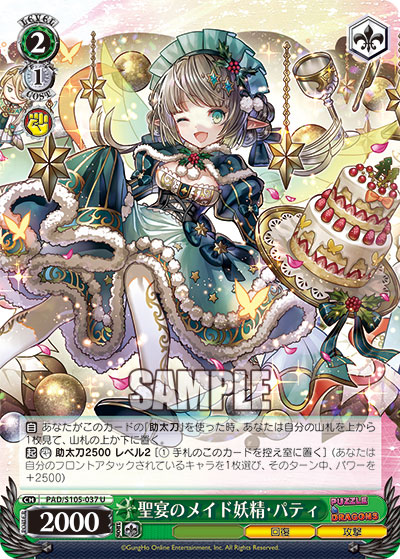 LEVEL
2
1
COST
SAMPLE
自 あなたがこのカードの『助太刀』を使った時、あなたは自分の山札を上から
1枚見て、山札の上か下に置く。
起 助太刀2500 レベル2 [① 手札のこのカードを控え室に置く] (あなたは
自分のフロントアタックされているキャラを1枚選び、そのターン中、パワーを
+2500)
CH PAD/S105-037 U
聖宴のメイド妖精・パティ
PUZZLE & DRAGONS
2000
回復
攻撃
©GungHo Online Entertainment, Inc. All Rights Reserved.